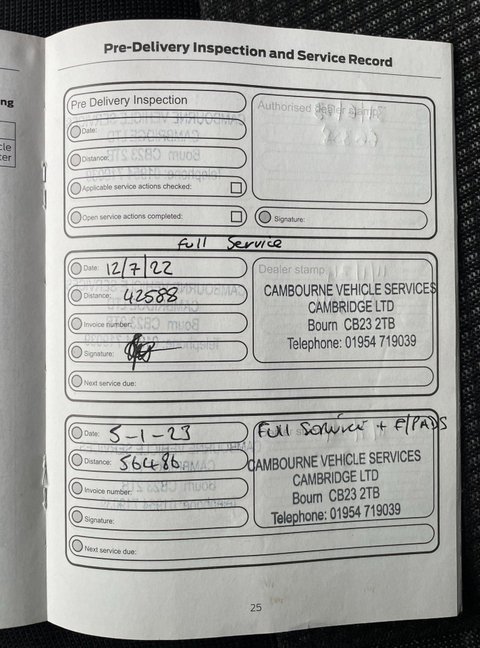 ng
cle
ter
Pre-Delivery Inspection and Service Record
Pre Delivery Inspection
Authorised dealer stamp:
Date:
Distance:
Applicable service actions checked:
Open service actions completed:
Signature:
Full Service
Date: 12/7/22
Dealer stamp:
Distance: 42588
CAMBOURNE VEHICLE SERVICES
CAMBRIDGE LTD
Invoice number:
Bourn CB23 2TB
Signature:
Telephone: 01954 719039
Next service due:
Date: 5-1-23
Full Service + F/PADS
Distance: 56486
CAMBOURNE VEHICLE SERVICES
CAMBRIDGE LTD
Invoice number:
Bourn CB23 2TB
Signature:
Telephone: 01954 719039
Next service due:
25